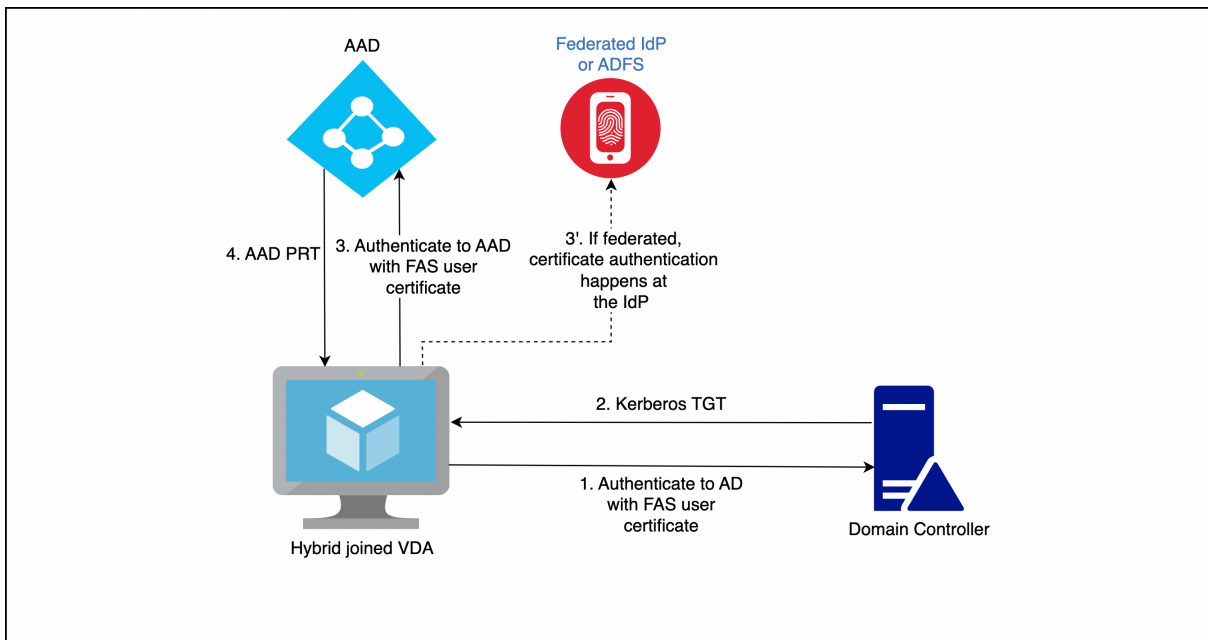 AAD
Federated IdP
or ADFS
4. AAD PRT
3. Authenticate to AAD
with FAS user
certificate
3'. If federated,
certificate authentication
happens at
the IdP
2. Kerberos TGT
1. Authenticate to AD
with FAS user
certificate
Hybrid joined VDA
Domain Controller